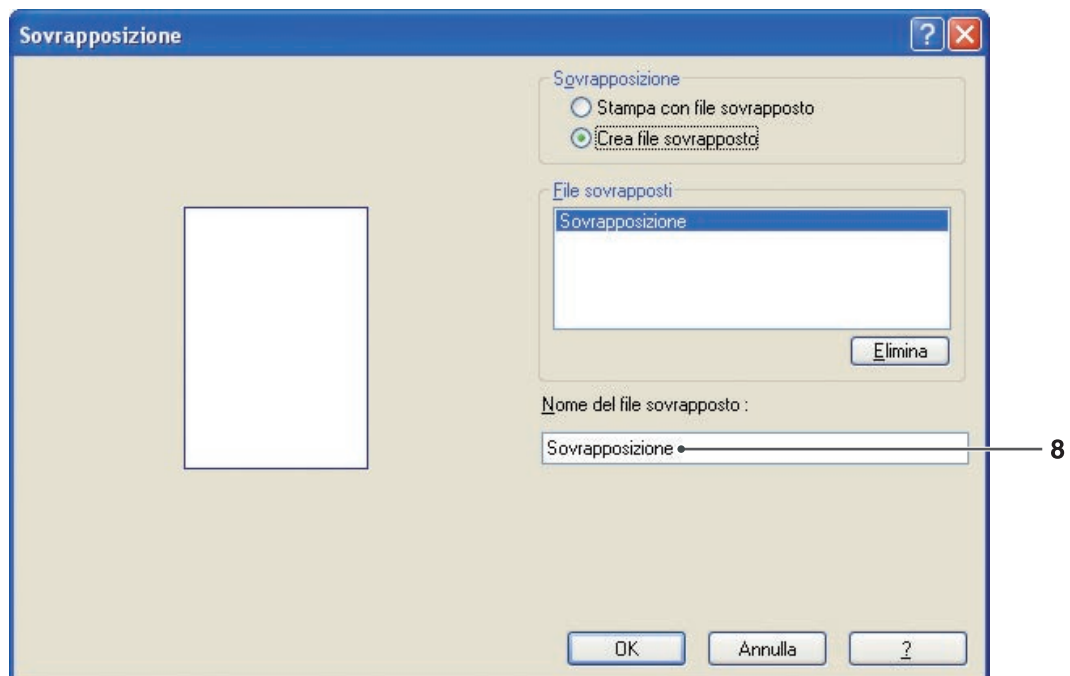 Sovrapposizione
?
Sovrapposizione
Stampa con file sovrapposto
Crea file sovrapposto
File sovrapposti
Sovrapposizione
Elimina
Nome del file sovrapposto :
Sovrapposizione
8
OK
Annulla
?